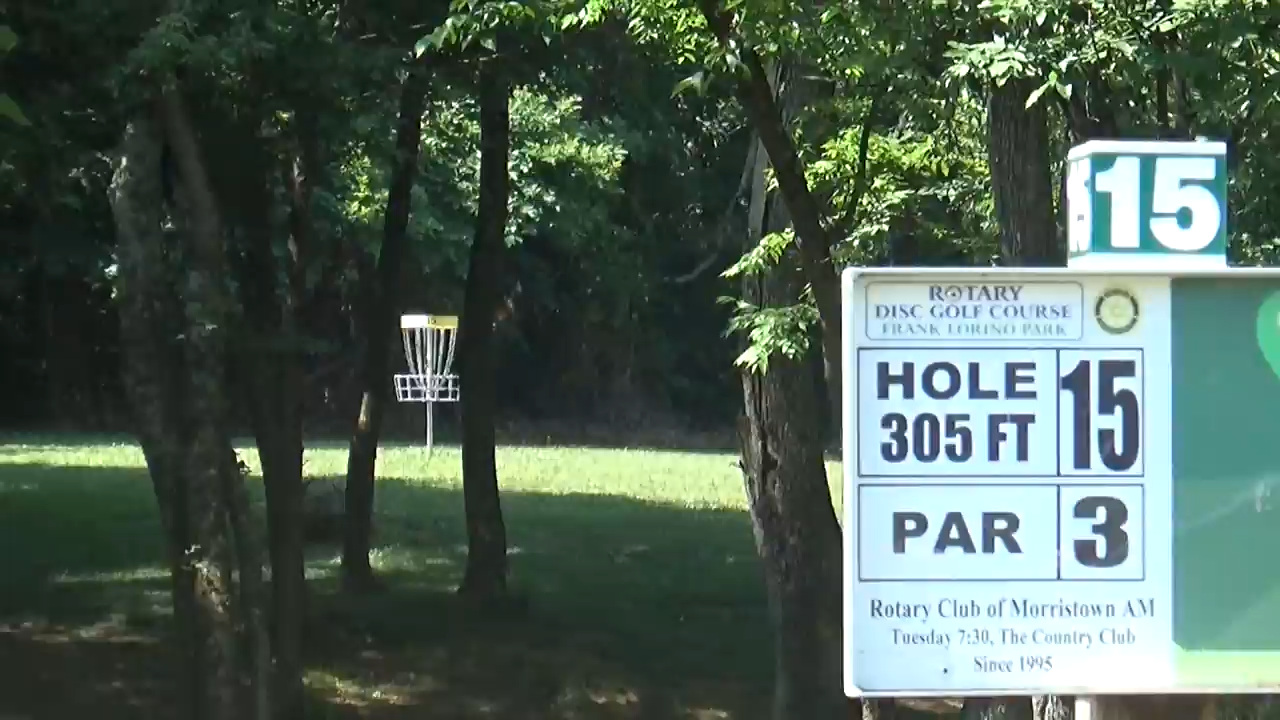 15
ROTARY
DISC GOLF COURSE
FRANK LORINO PARK
HOLE 15
305 FT
PAR 3
Rotary Club of Morristown AM
Tuesday 7:30, The Country Club
Since 1995